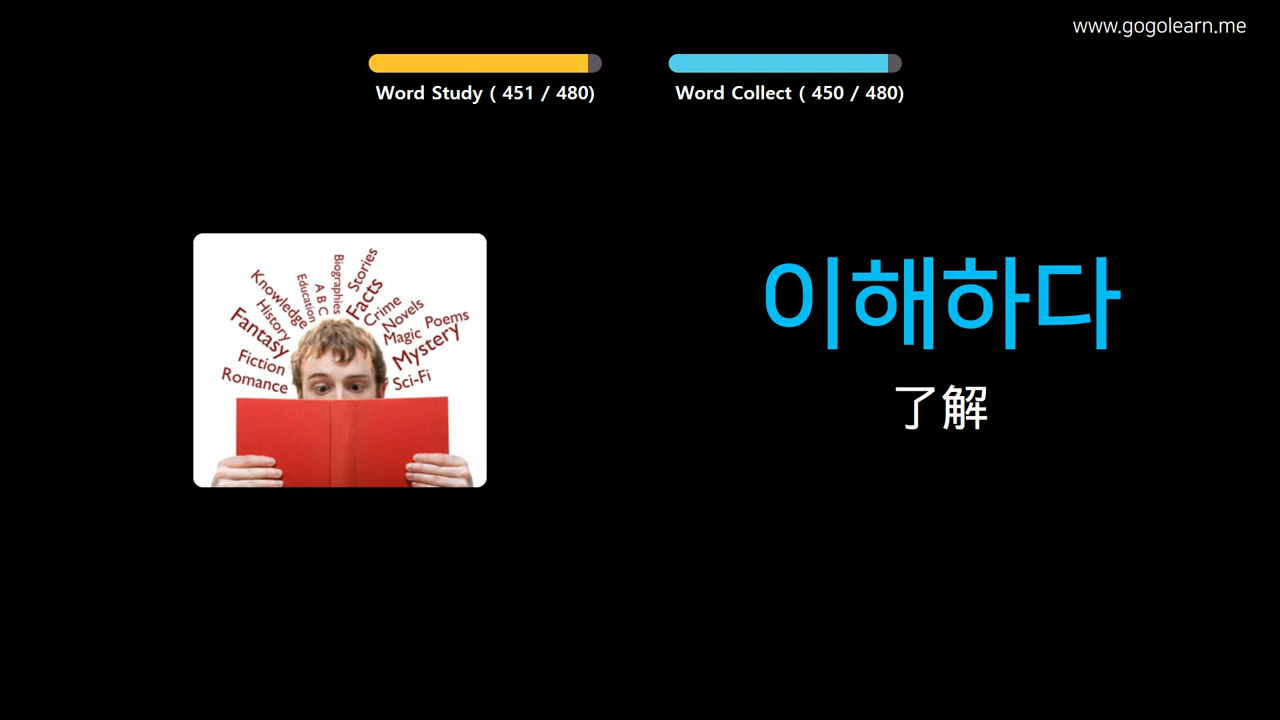 www.gogolearn.me
Word Study ( 451 / 480)
Word Collect ( 450 / 480)
Stories
Biographies
Facts
A B C
Education
Knowledge
Crime
History
Novels
Fantasy
Magic
Poems
Mystery
Fiction
Romance
Sci-Fi
이해하다
了解